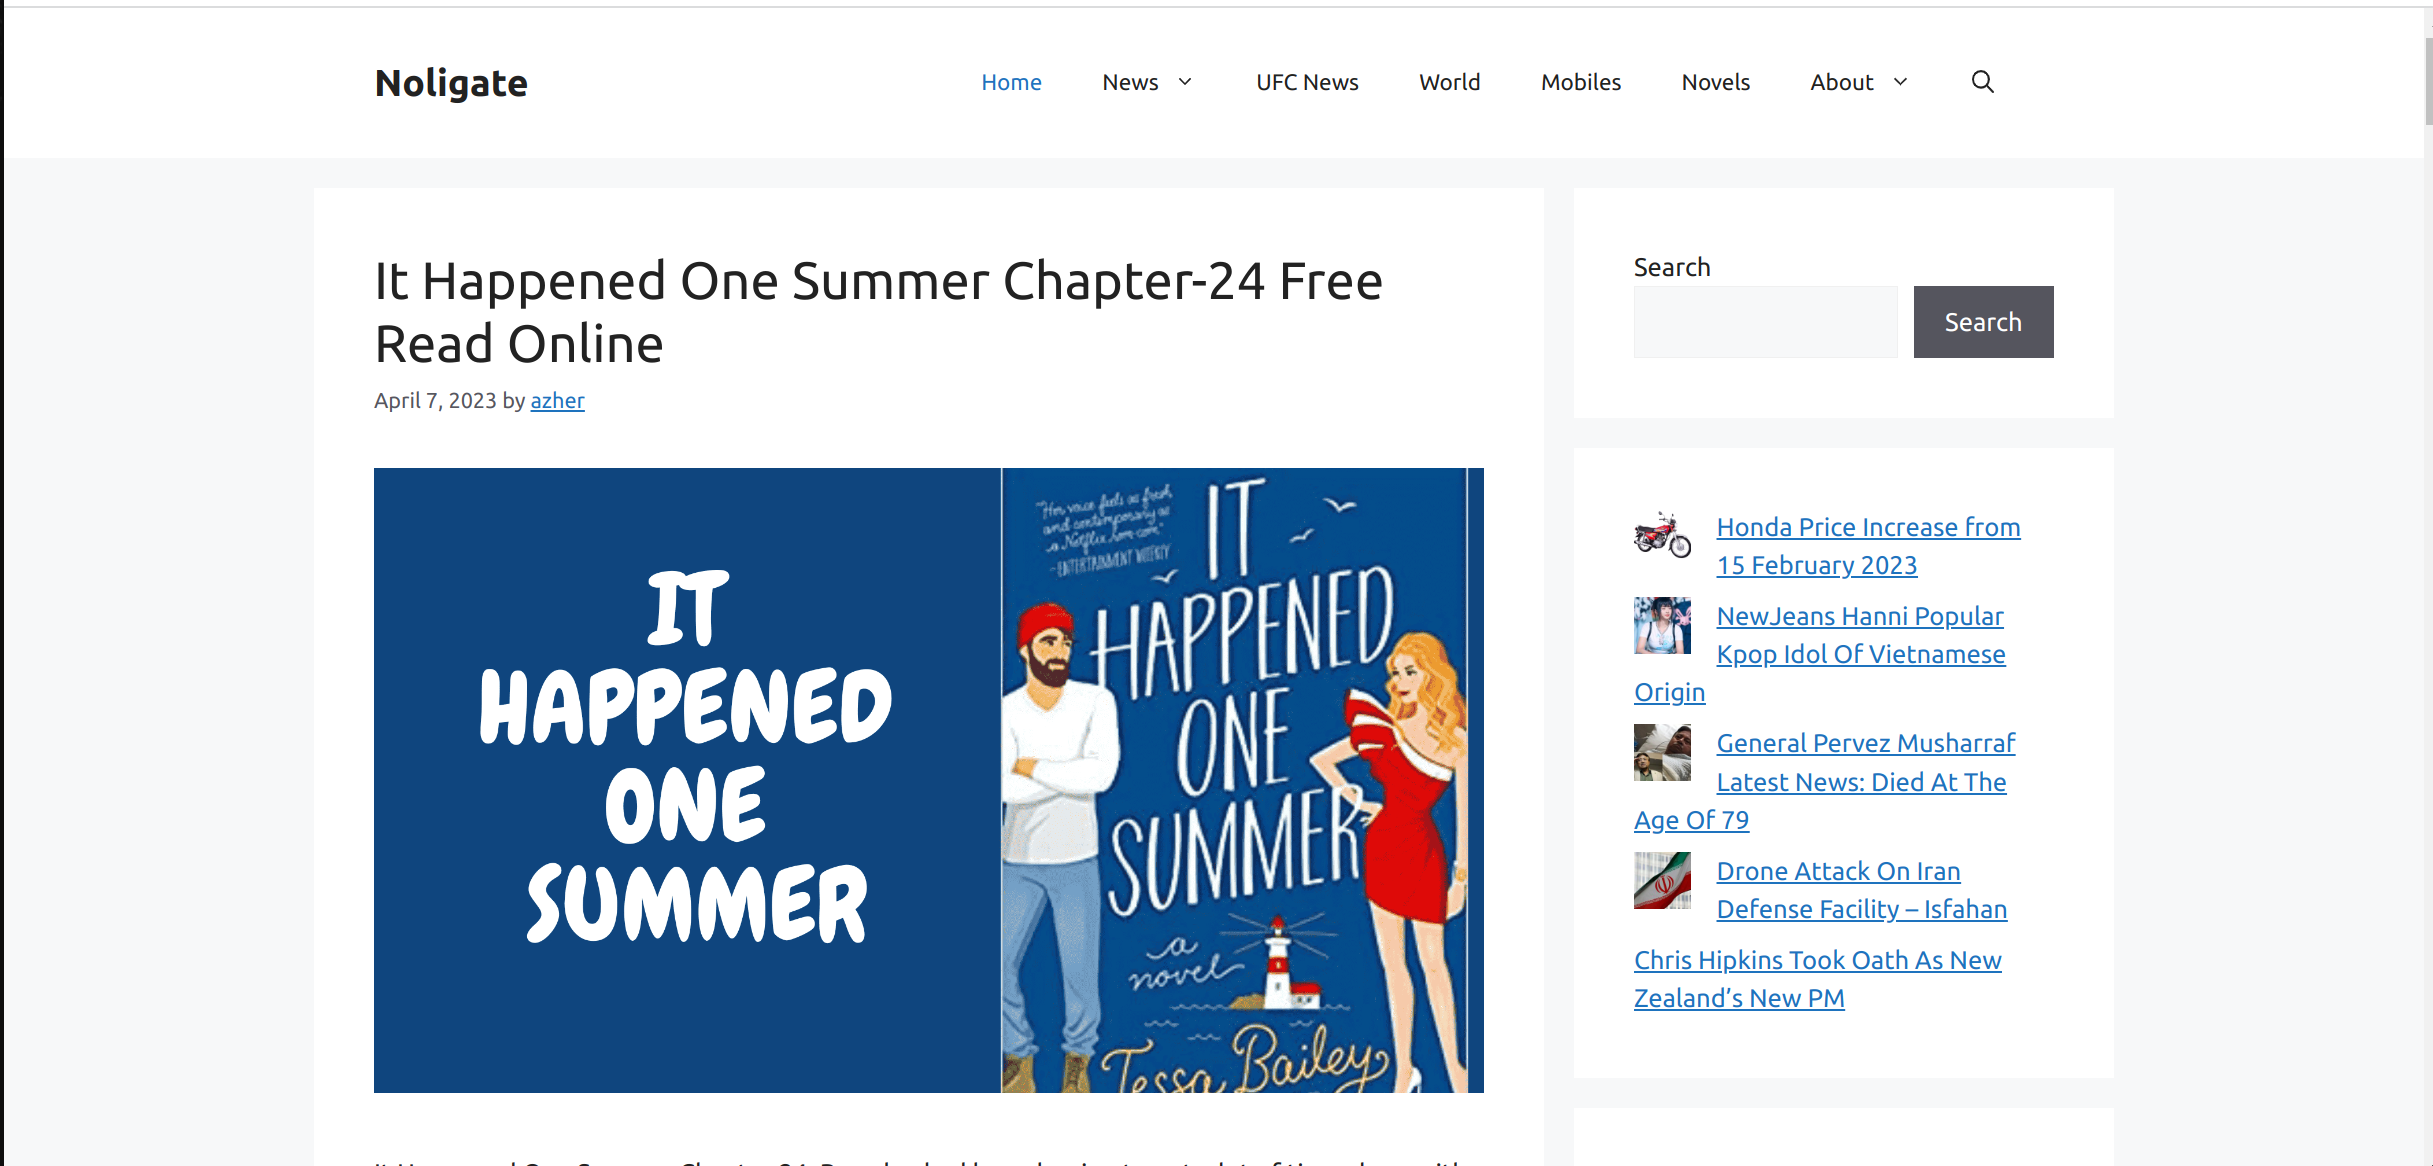 Noligate
Home
News
UFC News
World
Mobiles
Novels
About
It Happened One Summer Chapter-24 Free
Read Online
April 7, 2023 by azher
IT
HAPPENED
ONE
SUMMER
"Her voice feels as fresh
and contemporary as
a Netflix rom-com."
–ENTERTAINMENT WEEKLY
IT
HAPPENED
ONE
SUMMER
a
novel
Tessa Bailey
Search
Search
Honda Price Increase from
15 February 2023
NewJeans Hanni Popular
Kpop Idol Of Vietnamese
Origin
General Pervez Musharraf
Latest News: Died At The
Age Of 79
Drone Attack On Iran
Defense Facility – Isfahan
Chris Hipkins Took Oath As New
Zealand’s New PM